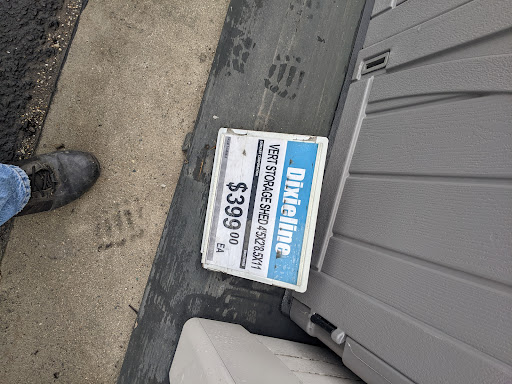 Dixieline
VERT STORAGE SHED 4'5X2'8.5X11
$399.00
EA